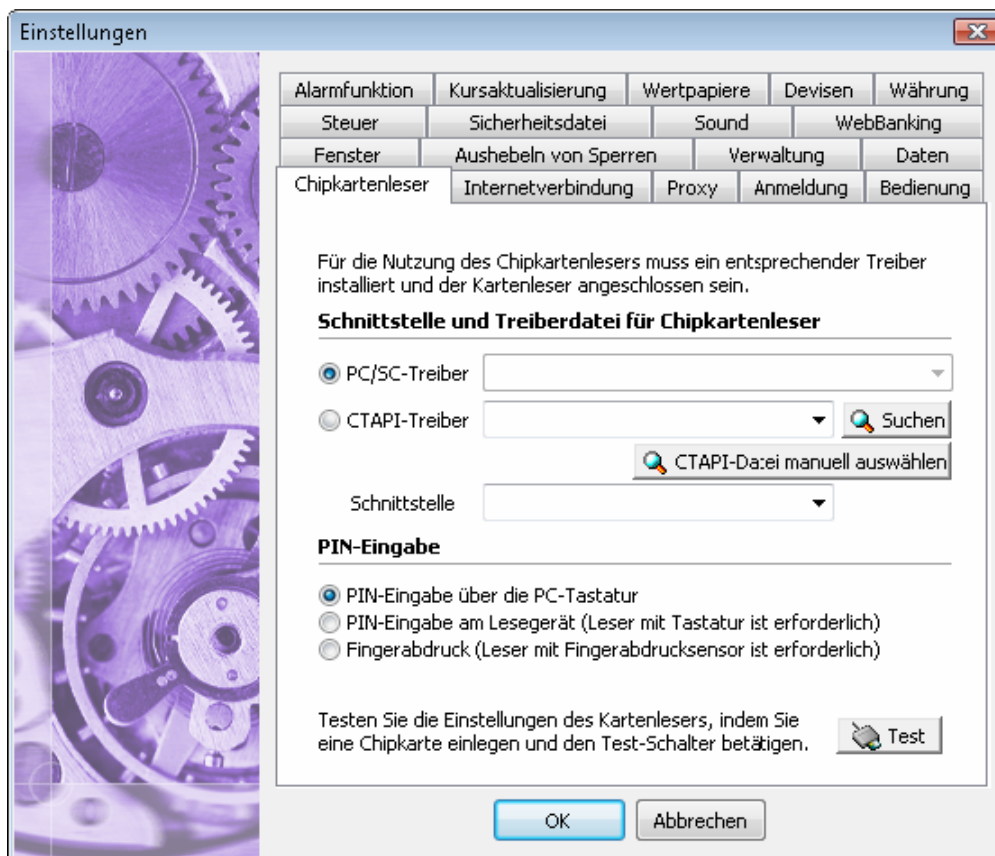 Einstellungen
Alarmfunktion Kursaktualisierung Wertpapiere Devisen Währung
Steuer Sicherheitsdatei Sound WebBanking
Fenster Aushebeln von Sperren Verwaltung Daten
Chipkartenleser Internetverbindung Proxy Anmeldung Bedienung
Für die Nutzung des Chipkartenlesers muss ein entsprechender Treiber
installiert und der Kartenleser angeschlossen sein.
Schnittstelle und Treiberdatei für Chipkartenleser
PC/SC-Treiber
CTAPI-Treiber Suchen
CTAPI-Datei manuell auswählen
Schnittstelle
PIN-Eingabe
PIN-Eingabe über die PC-Tastatur
PIN-Eingabe am Lesegerät (Leser mit Tastatur ist erforderlich)
Fingerabdruck (Leser mit Fingerabdrucksensor ist erforderlich)
Testen Sie die Einstellungen des Kartenlesers, indem Sie
eine Chipkarte einlegen und den Test-Schalter betätigen.
Test
OK Abbrechen